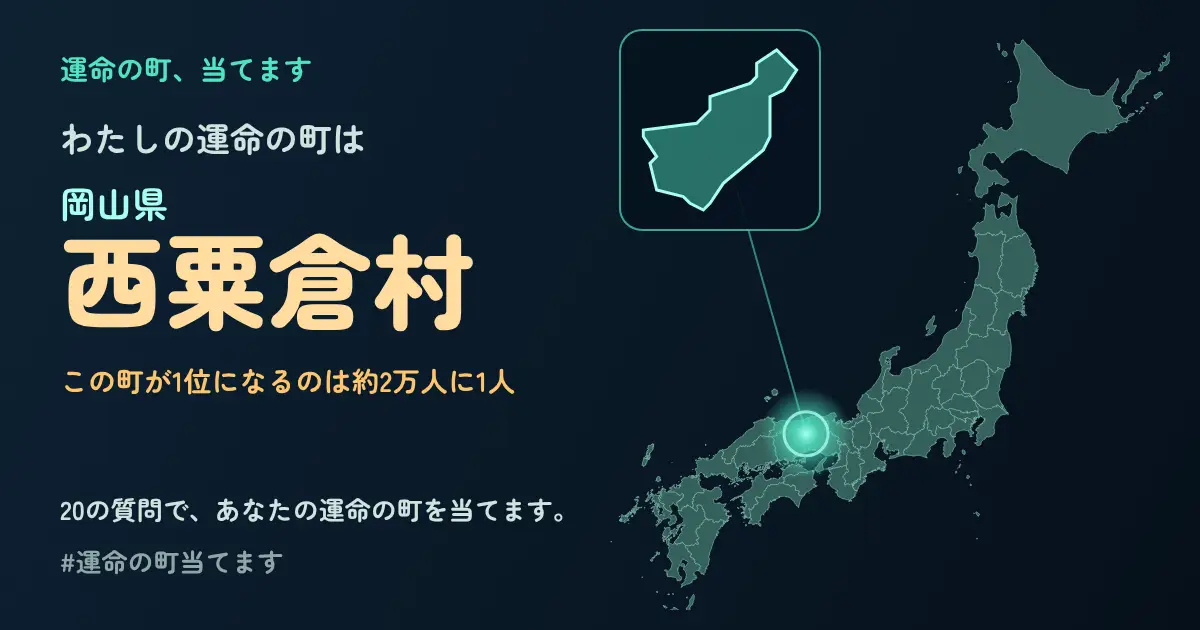 運命の町、当てます
わたしの運命の町は
岡山県
西粟倉村
この町が1位になるのは約2万人に1人
20の質問で、あなたの運命の町を当てます。
#運命の町当てます